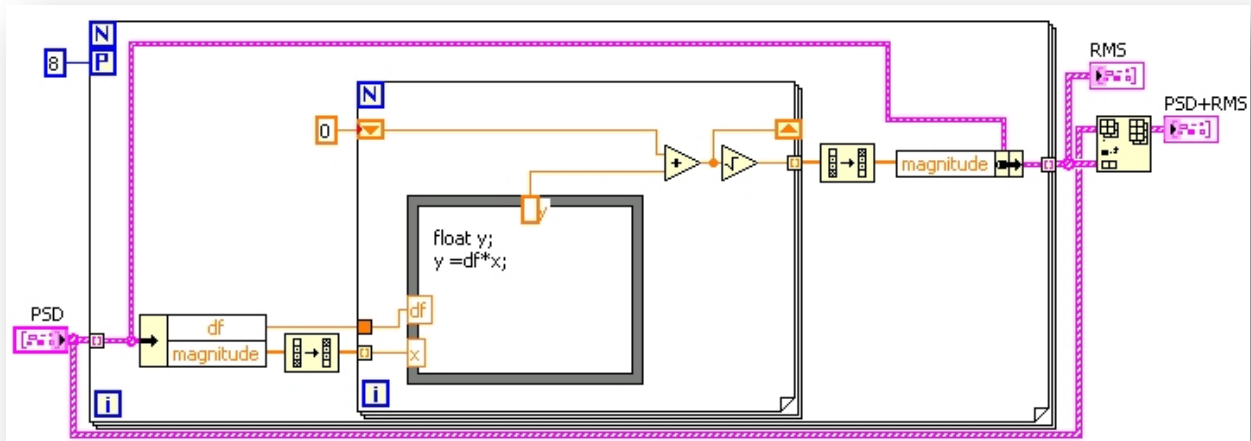 N
8
P
RMS
PSD+RMS
N
0
+
√
magnitude
y
float y;
y =df*x;
PSD
df
magnitude
df
x
i
i